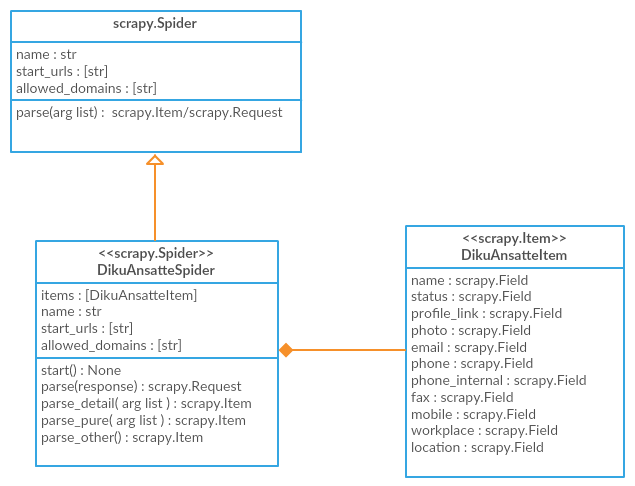 scrapy.Spider
name : str
start_urls : [str]
allowed_domains : [str]
parse(arg list) :  scrapy.Item/scrapy.Request
<<scrapy.Spider>>
DikuAnsatteSpider
items : [DikuAnsatteItem]
name : str
start_urls : [str]
allowed_domains : [str]
start() : None
parse(response) : scrapy.Request
parse_detail( arg list ) : scrapy.Item
parse_pure( arg list ) : scrapy.Item
parse_other() : scrapy.Item
<<scrapy.Item>>
DikuAnsatteItem
name : scrapy.Field
status : scrapy.Field
profile_link : scrapy.Field
photo : scrapy.Field
email : scrapy.Field
phone : scrapy.Field
phone_internal : scrapy.Field
fax : scrapy.Field
mobile : scrapy.Field
workplace : scrapy.Field
location : scrapy.Field